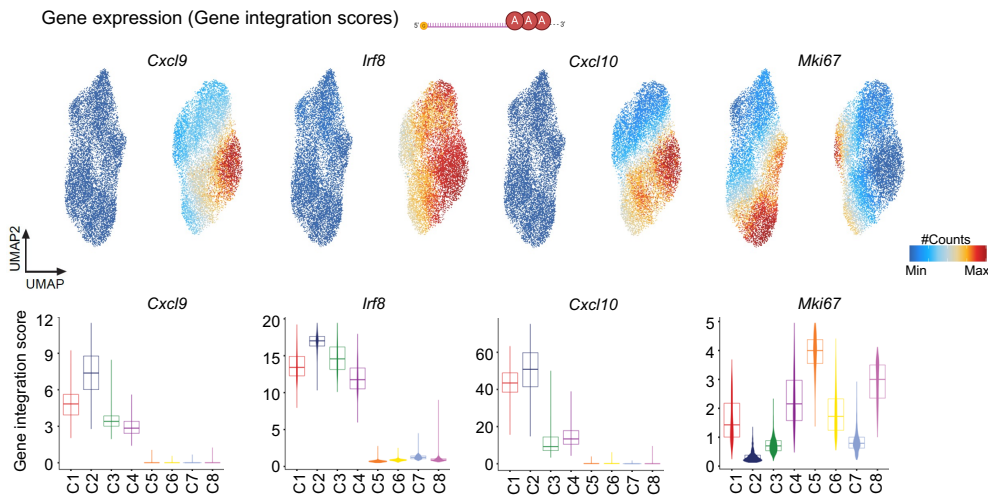 Gene expression (Gene integration scores)
5' A A A 3'
Cxcl9 Irf8 Cxcl10 Mki67
UMAP2
UMAP
#Counts
Min Max
Cxcl9 Irf8 Cxcl10 Mki67
Gene integration score
12
9
6
3
0
C1 C2 C3 C4 C5 C6 C7 C8
20
15
10
5
0
C1 C2 C3 C4 C5 C6 C7 C8
60
40
20
0
C1 C2 C3 C4 C5 C6 C7 C8
5
4
3
2
1
0
C1 C2 C3 C4 C5 C6 C7 C8